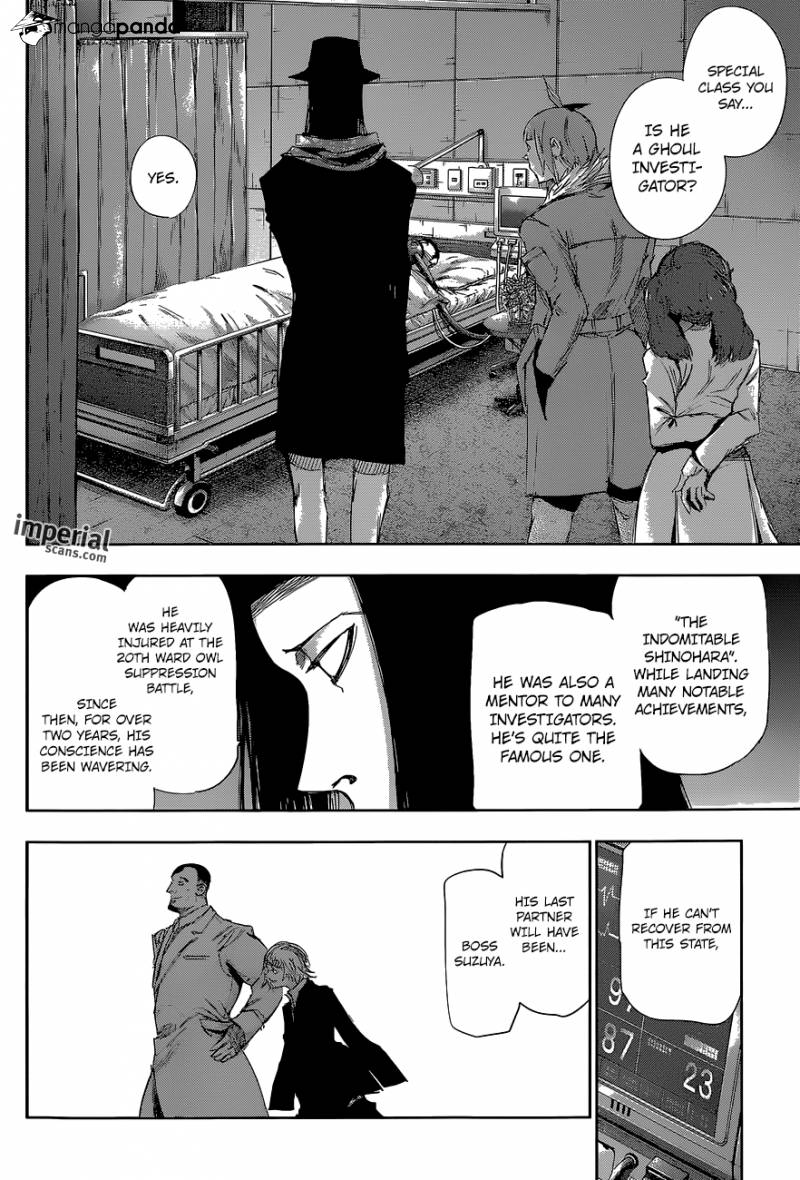 mangapanda
SPECIAL
CLASS YOU
SAY...
IS HE
A GHOUL
INVESTI-
GATOR?
YES.
imperial
scans.com
"THE
INDOMITABLE
SHINOHARA".
WHILE LANDING
MANY NOTABLE
ACHIEVEMENTS,
HE WAS ALSO A
MENTOR TO MANY
INVESTIGATORS.
HE'S QUITE THE
FAMOUS ONE.
HE
WAS HEAVILY
INJURED AT THE
20TH WARD OWL
SUPPRESSION
BATTLE,
SINCE
THEN, FOR OVER
TWO YEARS, HIS
CONSCIENCE HAS
BEEN WAVERING.
IF HE CAN'T
RECOVER FROM
THIS STATE,
97
87
23
HIS LAST
PARTNER
WILL HAVE
BEEN...
BOSS
SUZUYA.